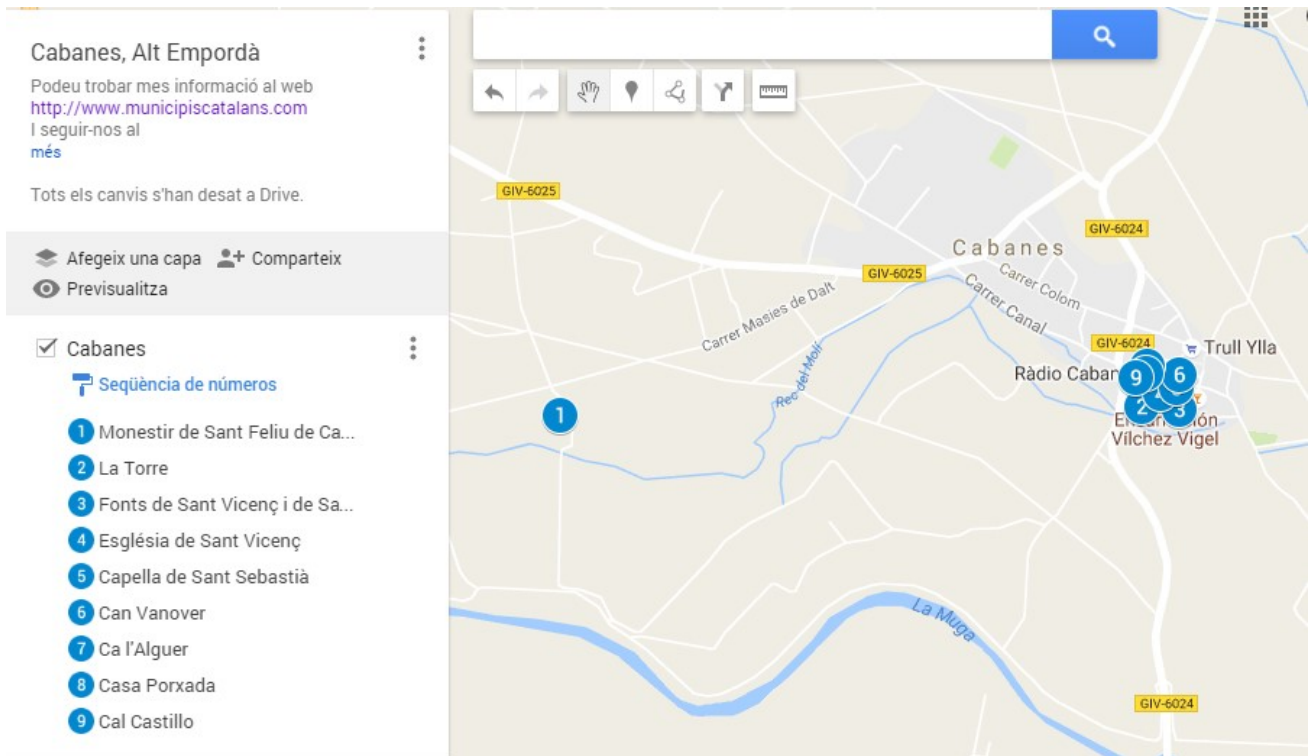 Cabanes, Alt Empordà
Podeu trobar mes informació al web
http://www.municipiscatalans.com
I seguir-nos al
més
Tots els canvis s'han desat a Drive.
Afegeix una capa
Comparteix
Previsualitza
Cabanes
Seqüència de números
1 Monestir de Sant Feliu de Ca...
2 La Torre
3 Fonts de Sant Vicenç i de Sa...
4 Església de Sant Vicenç
5 Capella de Sant Sebastià
6 Can Vanover
7 Ca l'Alguer
8 Casa Porxada
9 Cal Castillo
GIV-6025
GIV-6024
Cabanes
GIV-6025
Carrer Colom
Carrer Masies de Dalt
Carrer Canal
GIV-6024
Trull Ylla
Rec del Molí
Ràdio Caban
9
6
1
2
3
Vílchez Vigel
La Muga
GIV-6024